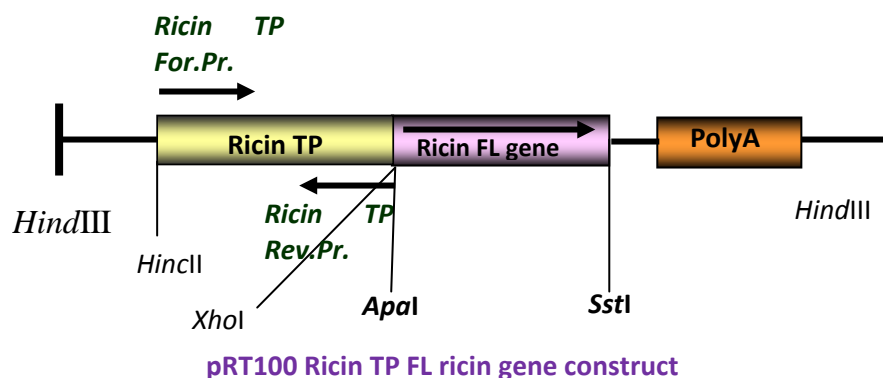 Ricin TP
For.Pr.
Ricin TP
Ricin FL gene
PolyA
HindIII
Ricin TP
Rev.Pr.
HindIII
HincII
XhoI
ApaI
SstI
pRT100 Ricin TP FL ricin gene construct